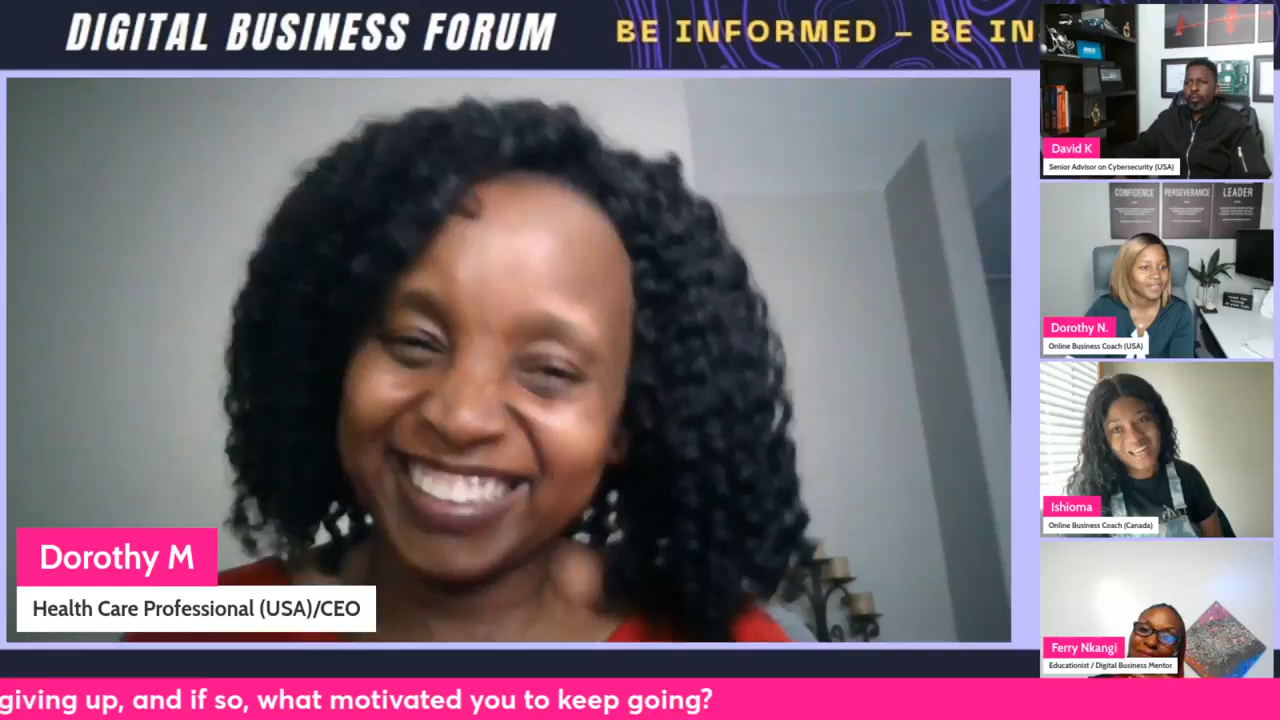 DIGITAL BUSINESS FORUM
BE INFORMED – BE IN
David K
Senior Advisor on Cybersecurity (USA)
CONFIDENCE
PERSEVERANCE
LEADER
Dorothy N.
Online Business Coach (USA)
Ishioma
Online Business Coach (Canada)
Ferry Nkangi
Educationist / Digital Business Mentor
Dorothy M
Health Care Professional (USA)/CEO
giving up, and if so, what motivated you to keep going?